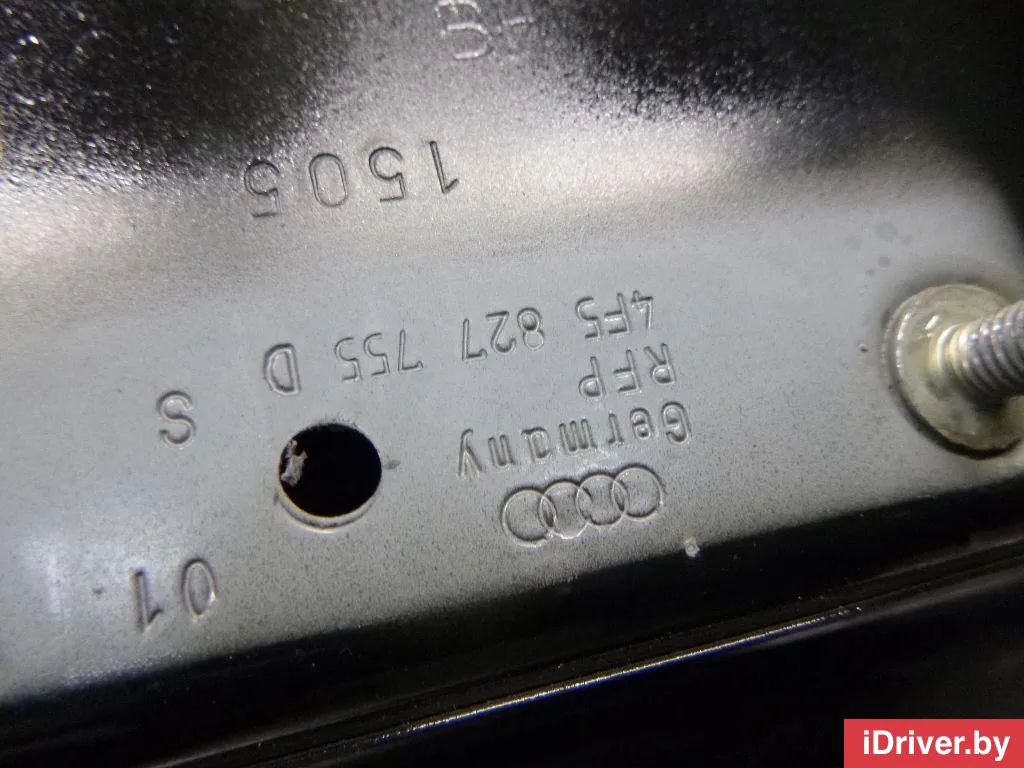 Germany
RFP
4F5 827 755 D
01
S
1505
iDriver.by